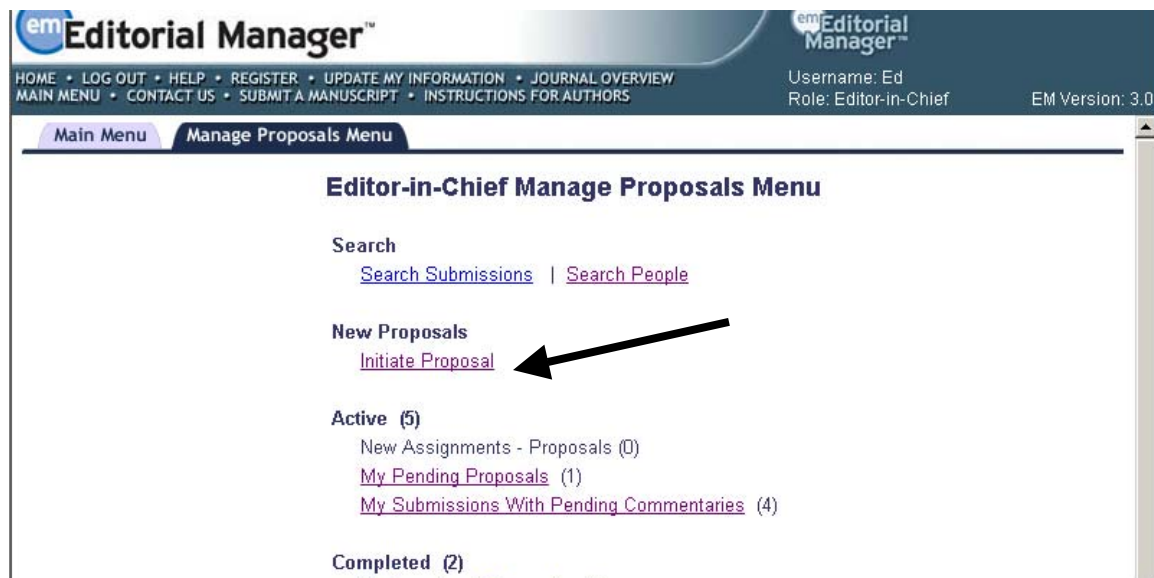 em Editorial Manager™
em Editorial Manager™
HOME • LOG OUT • HELP • REGISTER • UPDATE MY INFORMATION • JOURNAL OVERVIEW
MAIN MENU • CONTACT US • SUBMIT A MANUSCRIPT • INSTRUCTIONS FOR AUTHORS
Username: Ed
Role: Editor-in-Chief EM Version: 3.0
Main Menu Manage Proposals Menu
Editor-in-Chief Manage Proposals Menu
Search
Search Submissions | Search People
New Proposals
Initiate Proposal
Active (5)
New Assignments - Proposals (0)
My Pending Proposals (1)
My Submissions With Pending Commentaries (4)
Completed (2)